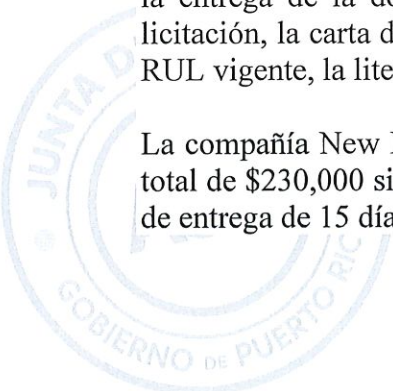 la entrega de la de
licitación, la carta d
RUL vigente, la lite
La compañía New
total de $230,000 si
de entrega de 15 día
JUNTA D
GOBIERNO DE PUERTO RIC